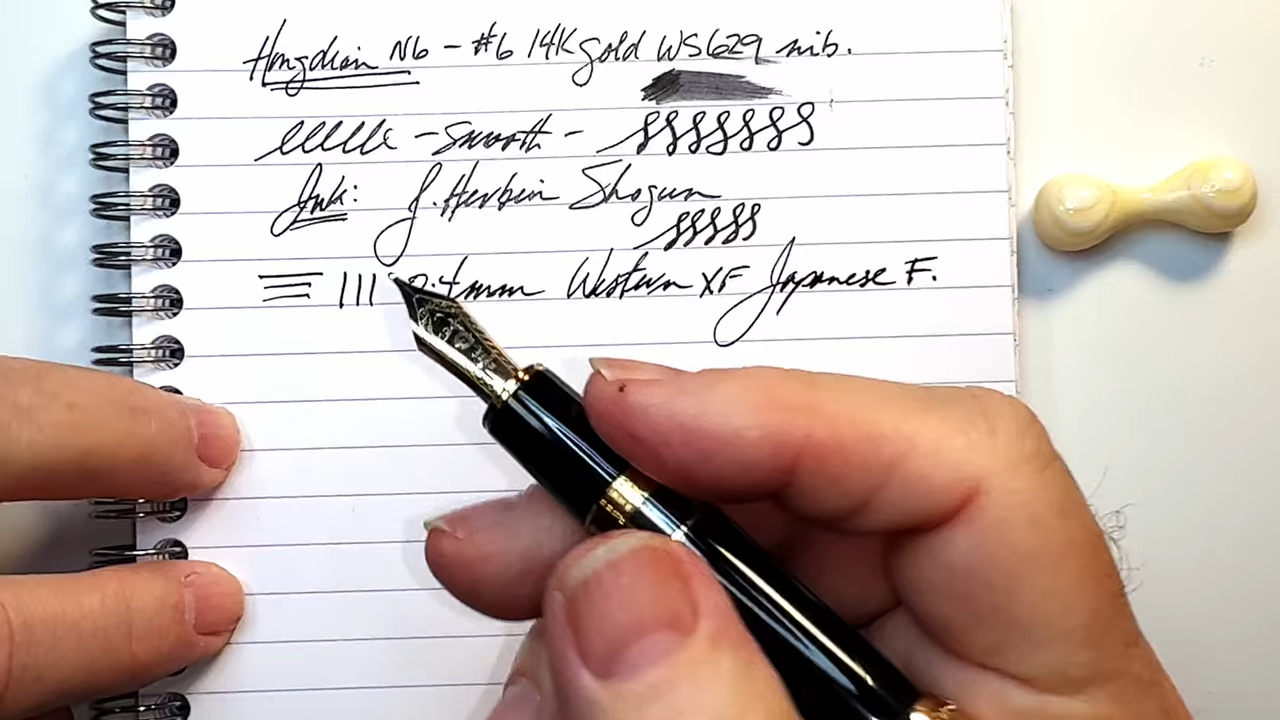 Hongdian N6 - #6 14K gold WS629 nib.
- Smooth -
Ink: J. Herbin Shogun
0.4mm Western XF Japanese F.